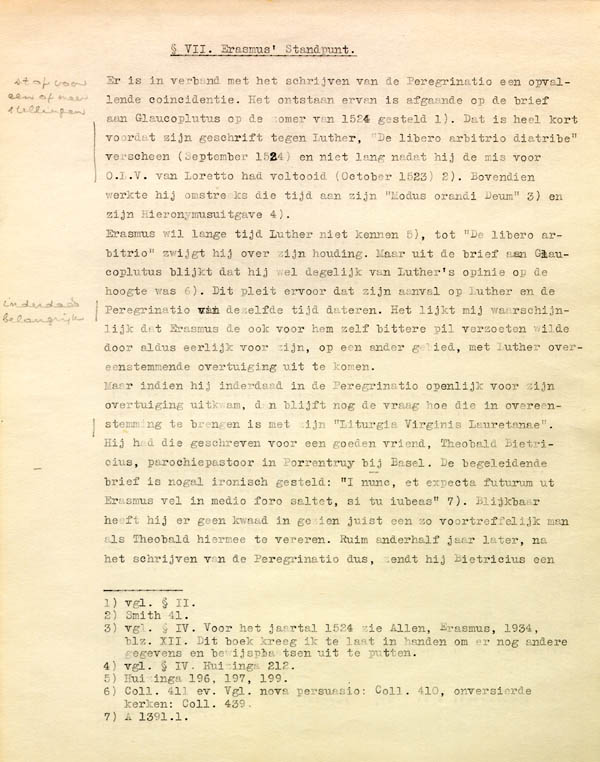 § VII. Erasmus' Standpunt.
stof voor
een of meer
stellingen
Er is in verband met het schrijven van de Peregrinatio een opval-
lende coincidentie. Het ontstaan ervan is afgaande op de brief
aan Glaucoplutus op de zomer van 1524 gesteld 1). Dat is heel kort
voordat zijn geschrift tegen Luther, "De libero arbitrio diatribe"
verscheen (September 1524) en niet lang nadat hij de mis voor
O.L.V. van Loretto had voltooid (October 1523) 2). Bovendien
werkte hij omstreeks die tijd aan zijn "Modus orandi Deum" 3) en
zijn Hieronymusuitgave 4).
Erasmus wil lange tijd Luther niet kennen 5), tot "De libero ar-
bitrio" zwijgt hij over zijn houding. Maar uit de brief aan Glau-
coplutus blijkt dat hij wel degelijk van Luther's opinie op de
hoogte was 6). Dit pleit ervoor dat zijn aanval op Luther en de
inderdaad
belangrijk
Peregrinatio van dezelfde tijd dateren. Het lijkt mij waarschijn-
lijk dat Erasmus de ook voor hem zelf bittere pil verzoeten wilde
door aldus eerlijk voor zijn, op een ander gebied, met Luther over-
eenstemmende overtuiging uit te komen.
Maar indien hij inderdaad in de Peregrinatio openlijk voor zijn
overtuiging uitkwam, dan blijft nog de vraag hoe die in overeen-
stemming te brengen is met zijn "Liturgia Virginis Lauretanae".
Hij had die geschreven voor een goeden vriend, Theobald Bietri-
cius, parochiepastoor in Porrentruy bij Basel. De begeleidende
brief is nogal ironisch gesteld: "I nunc, et expecta futurum ut
Erasmus vel in medio foro saltet, si tu iubeas" 7). Blijkbaar
heeft hij er geen kwaad in gezien juist een zo voortreffelijk man
als Theobald hiermee te vereren. Ruim anderhalf jaar later, na
het schrijven van de Peregrinatio dus, zendt hij Bietricius een
1) vgl. § II.
2) Smith 41.
3) vgl. § IV. Voor het jaartal 1524 zie Allen, Erasmus, 1934,
blz. XII. Dit boek kreeg ik te laat in handen om er nog andere
gegevens en bewijsplaatsen uit te putten.
4) vgl. § IV. Huizinga 212.
5) Huizinga 196, 197, 199.
6) Coll. 411 ev. Vgl. nova persuasio: Coll. 410, onversierde
kerken: Coll. 439.
7) A 1391.1.